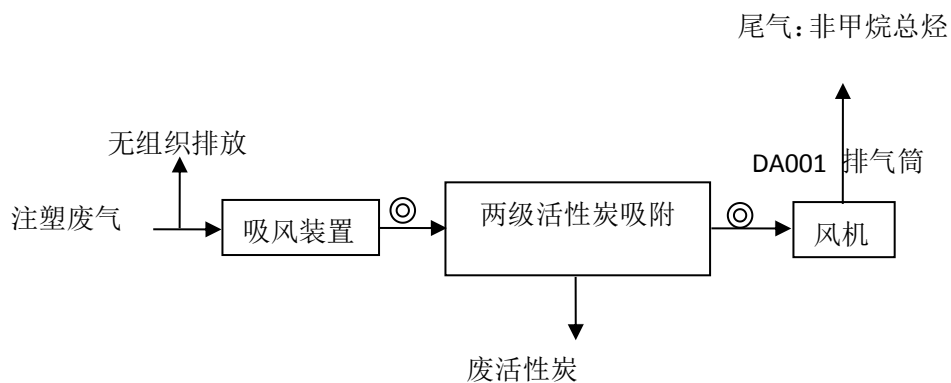 尾气:非甲烷总烃
无组织排放
DA001 排气筒
注塑废气
吸风装置
两级活性炭吸附
风机
废活性炭